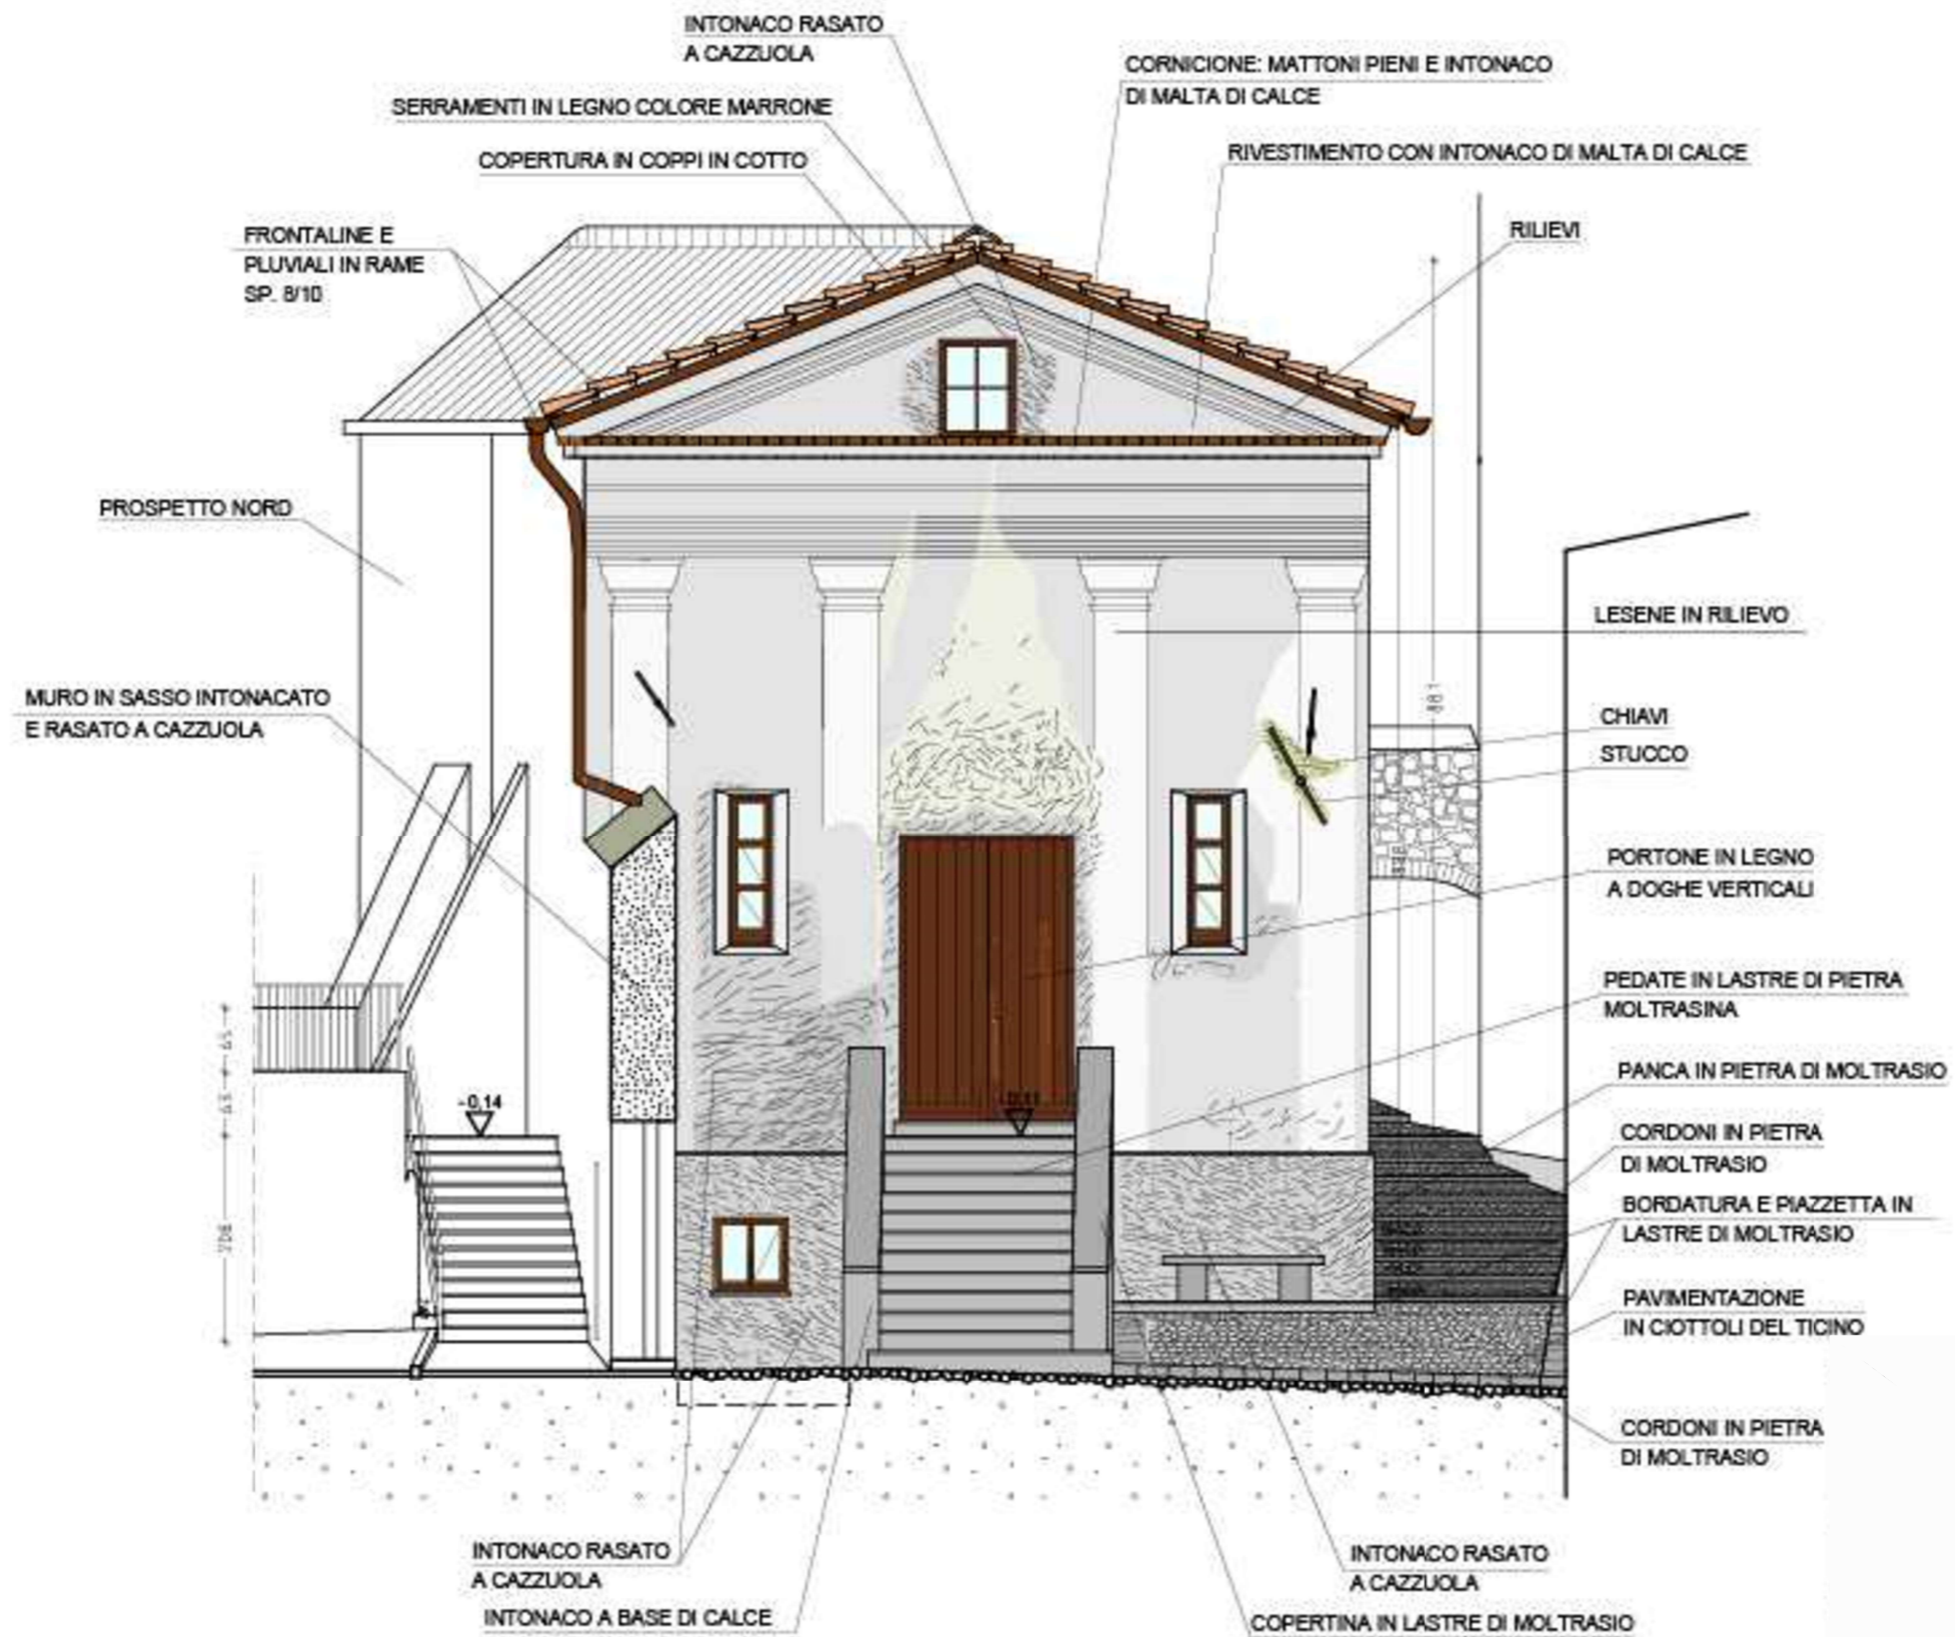 INTONACO RASATO
A CAZZUOLA
CORNICIONE: MATTONI PIENI E INTONACO
DI MALTA DI CALCE
SERRAMENTI IN LEGNO COLORE MARRONE
COPERTURA IN COPPI IN COTTO
RIVESTIMENTO CON INTONACO DI MALTA DI CALCE
FRONTALINE E
PLUVIALI IN RAME
SP. 8/10
RILIEVI
PROSPETTO NORD
LESENE IN RILIEVO
MURO IN SASSO INTONACATO
E RASATO A CAZZUOLA
CHIAVI
STUCCO
PORTONE IN LEGNO
A DOGHE VERTICALI
PEDATE IN LASTRE DI PIETRA
MOLTRASINA
PANCA IN PIETRA DI MOLTRASIO
-0,14
CORDONI IN PIETRA
DI MOLTRASIO
BORDATURA E PIAZZETTA IN
LASTRE DI MOLTRASIO
PAVIMENTAZIONE
IN CIOTTOLI DEL TICINO
CORDONI IN PIETRA
DI MOLTRASIO
INTONACO RASATO
A CAZZUOLA
INTONACO A BASE DI CALCE
INTONACO RASATO
A CAZZUOLA
COPERTINA IN LASTRE DI MOLTRASIO